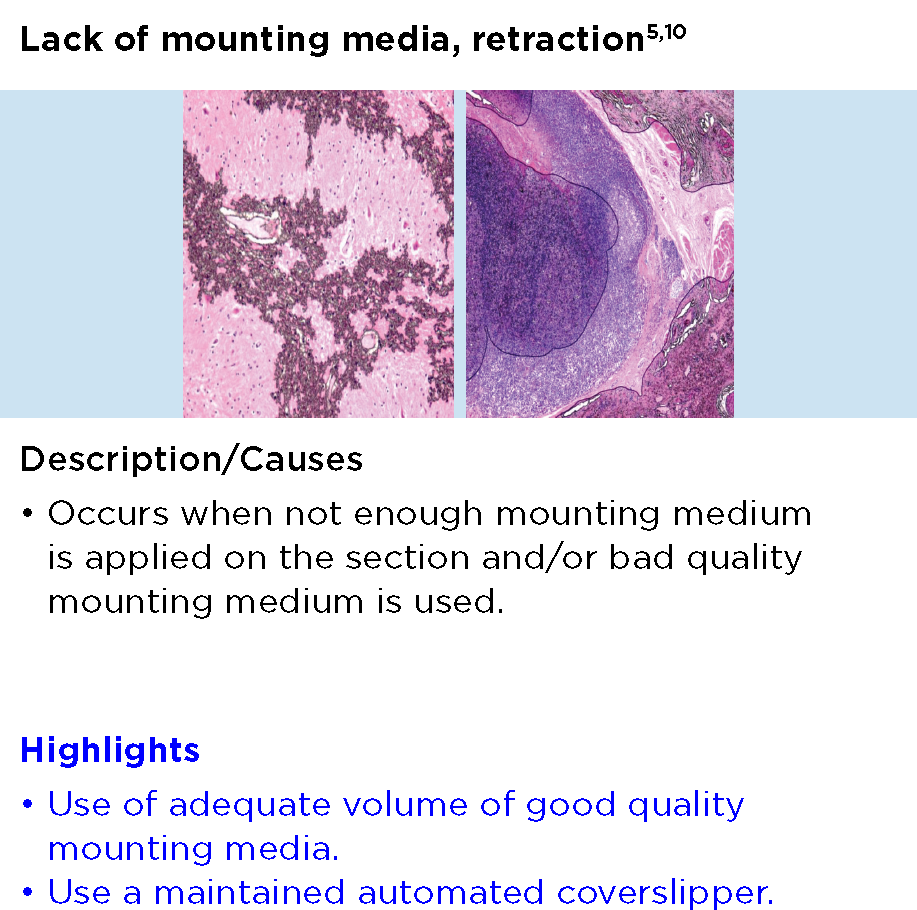 Lack of mounting media, retraction5,10
Description/Causes
• Occurs when not enough mounting medium
is applied on the section and/or bad quality
mounting medium is used.
Highlights
• Use of adequate volume of good quality
mounting media.
• Use a maintained automated coverslipper.